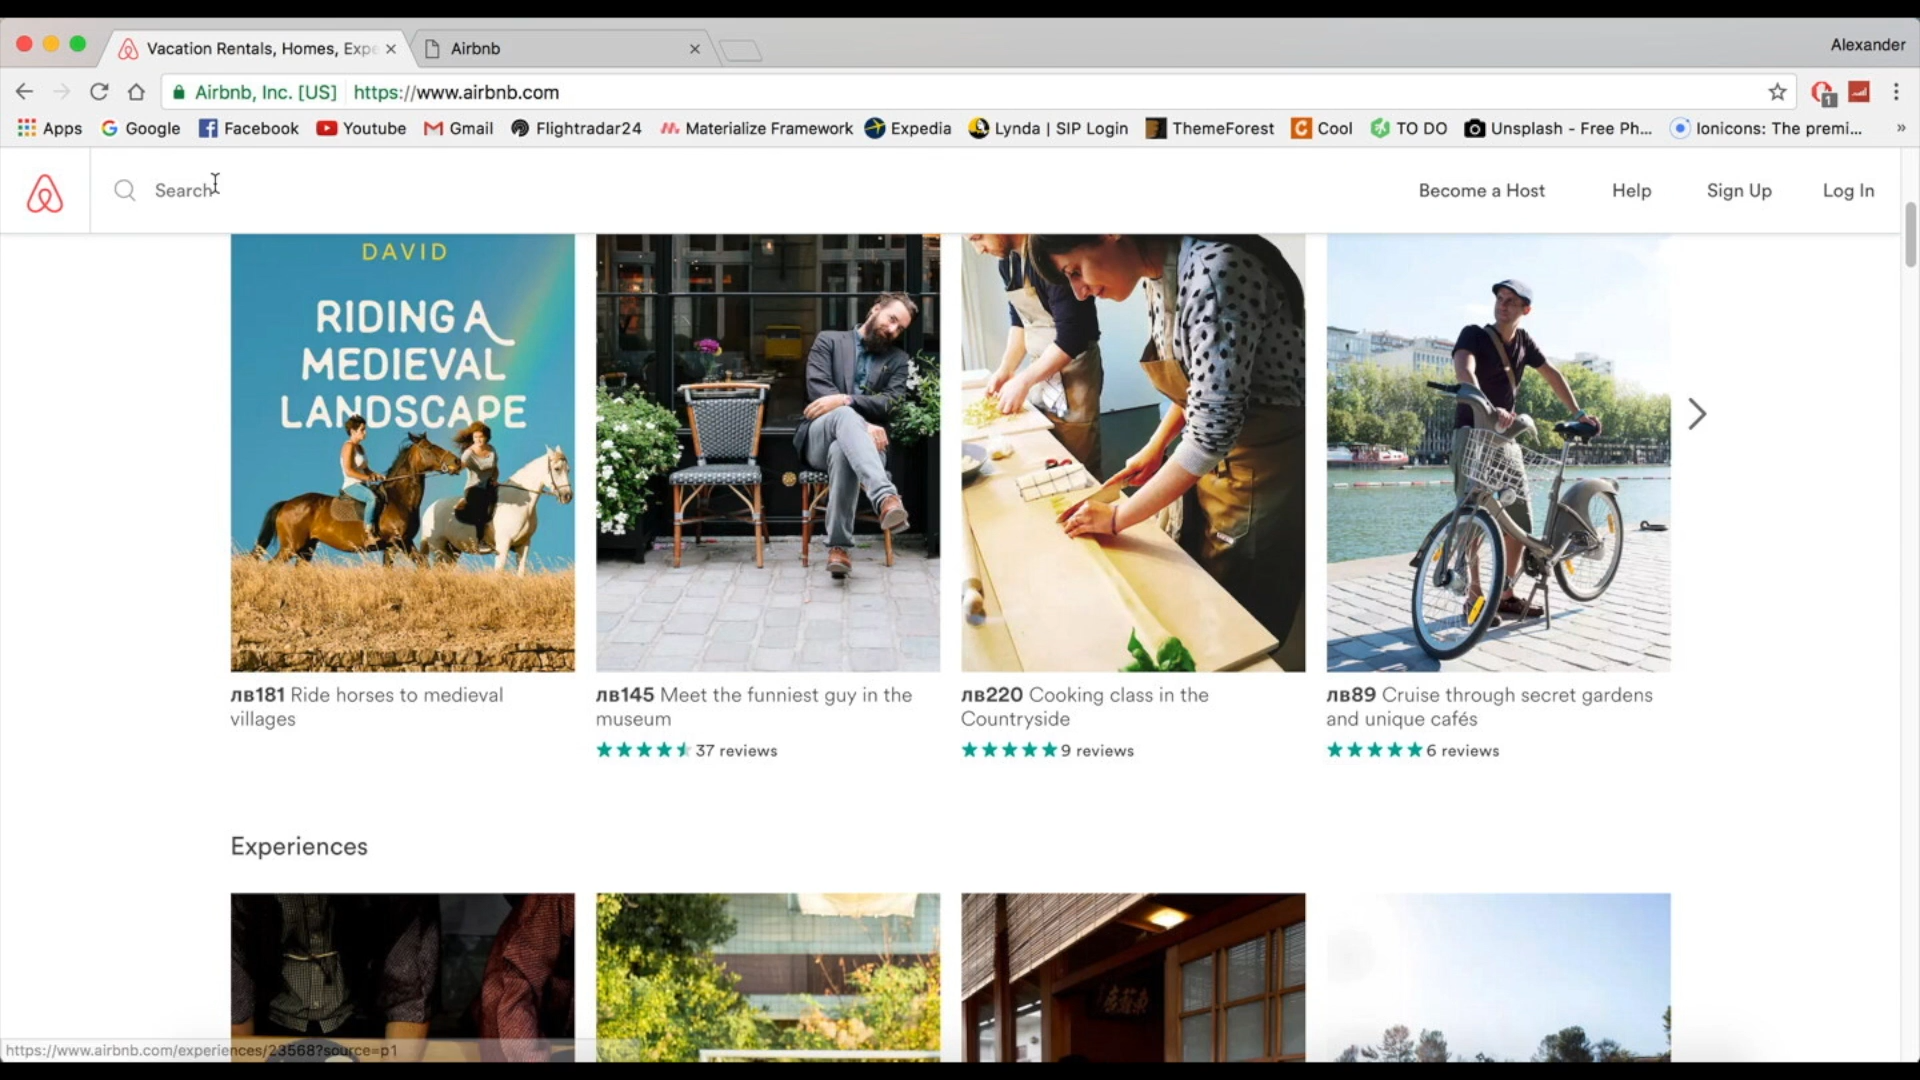 Vacation Rentals, Homes, Expe
Airbnb
Alexander
Airbnb, Inc. [US] https://www.airbnb.com
1
Apps Google Facebook Youtube Gmail Flightradar24 Materialize Framework Expedia Lynda | SIP Login ThemeForest Cool TO DO Unsplash - Free Ph... Ionicons: The premi... »
Search
Become a Host Help Sign Up Log In
DAVID
RIDING A
MEDIEVAL
LANDSCAPE
лв181 Ride horses to medieval
villages
лв145 Meet the funniest guy in the
museum
37 reviews
лв220 Cooking class in the
Countryside
9 reviews
лв89 Cruise through secret gardens
and unique cafés
6 reviews
Experiences
https://www.airbnb.com/experiences/23568?source=p1